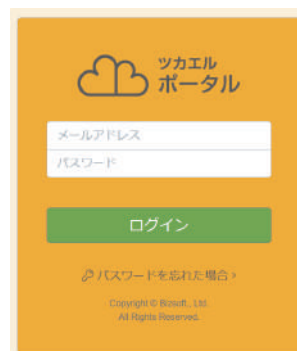 ツカエル
ポータル
メールアドレス
パスワード
ログイン
パスワードを忘れた場合 ›
Copyright © Bizsoft., Ltd.
All Rights Reserved.